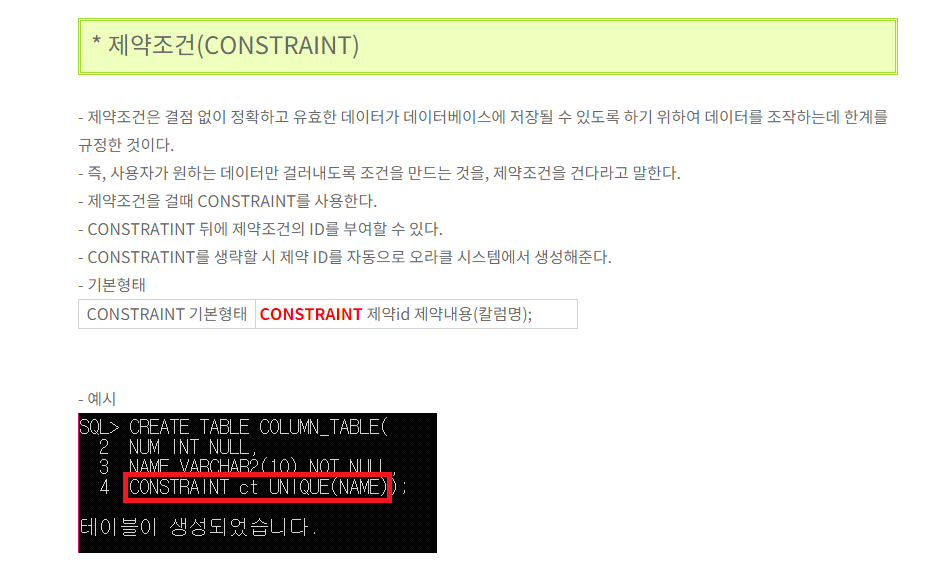 * 제약조건(CONSTRAINT)
- 제약조건은 결점 없이 정확하고 유효한 데이터가 데이터베이스에 저장될 수 있도록 하기 위하여 데이터를 조작하는데 한계를
규정한 것이다.
- 즉, 사용자가 원하는 데이터만 걸러내도록 조건을 만드는 것을, 제약조건을 건다라고 말한다.
- 제약조건을 걸때 CONSTRAINT를 사용한다.
- CONSTRATINT 뒤에 제약조건의 ID를 부여할 수 있다.
- CONSTRATINT를 생략할 시 제약 ID를 자동으로 오라클 시스템에서 생성해준다.
- 기본형태
CONSTRAINT 기본형태 CONSTRAINT 제약id 제약내용(칼럼명);
- 예시
SQL> CREATE TABLE COLUMN_TABLE(
2 NUM INT NULL,
3 NAME VARCHAR2(10) NOT NULL,
4 CONSTRAINT ct UNIQUE(NAME));
테이블이 생성되었습니다.